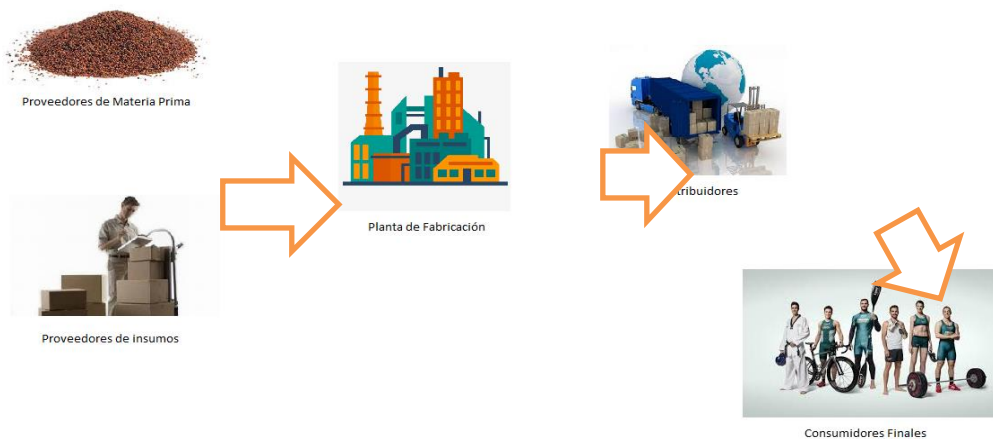 Proveedores de Materia Prima
Proveedores de insumos
Planta de Fabricación
tribuidores
Consumidores Finales